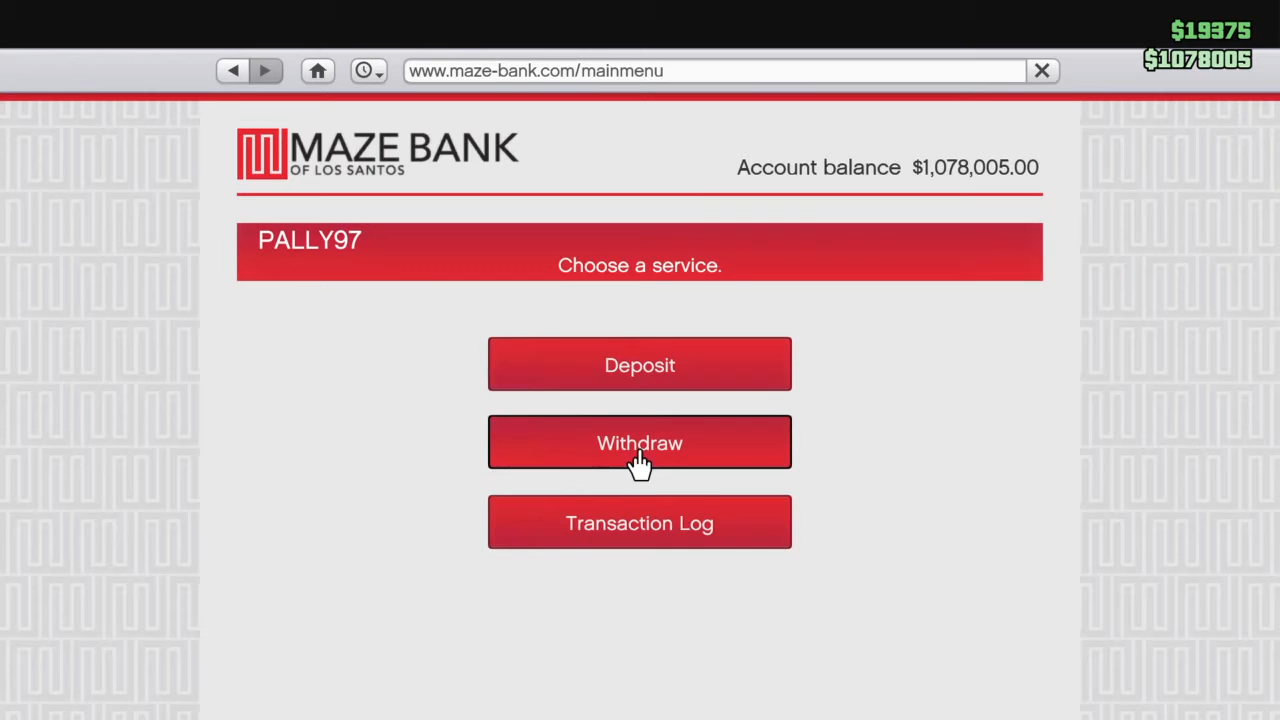 $19375
$1078005
www.maze-bank.com/mainmenu
MAZE BANK
OF LOS SANTOS
Account balance $1,078,005.00
PALLY97
Choose a service.
Deposit
Withdraw
Transaction Log